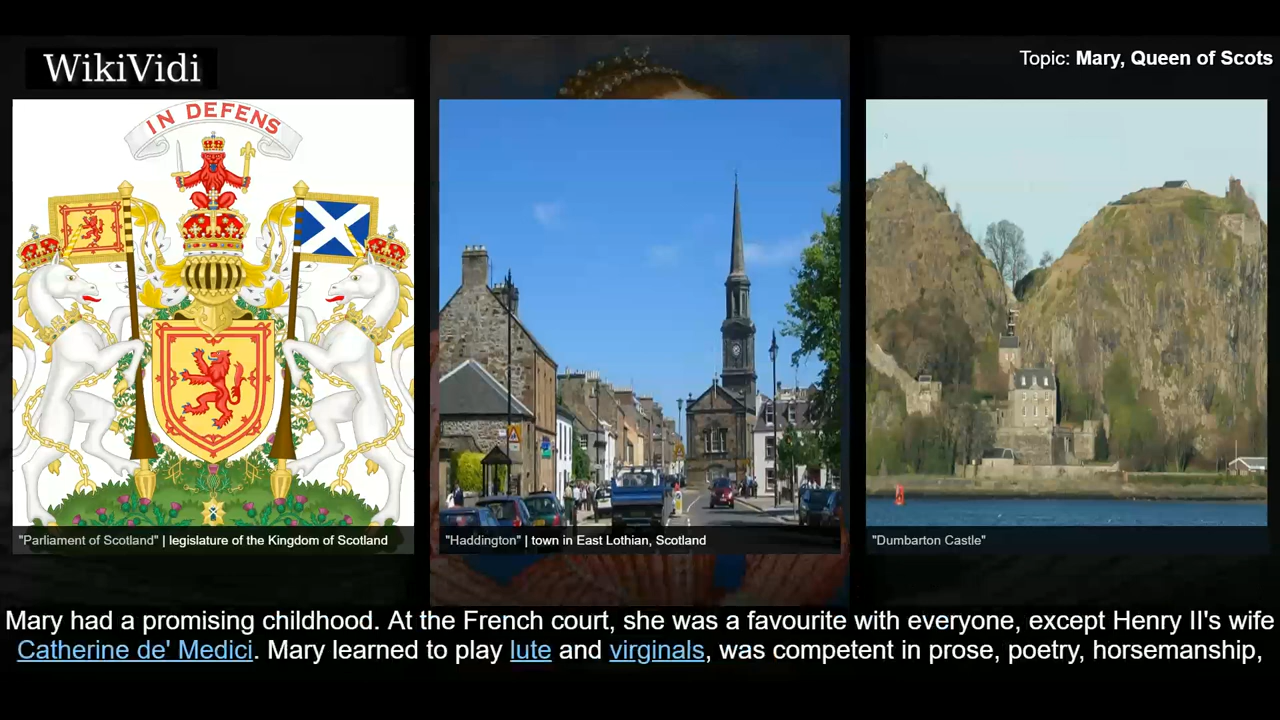 WikiVidi
Topic: Mary, Queen of Scots
IN DEFENS
"Parliament of Scotland" | legislature of the Kingdom of Scotland
"Haddington" | town in East Lothian, Scotland
"Dumbarton Castle"
Mary had a promising childhood. At the French court, she was a favourite with everyone, except Henry II's wife
Catherine de' Medici. Mary learned to play lute and virginals, was competent in prose, poetry, horsemanship,